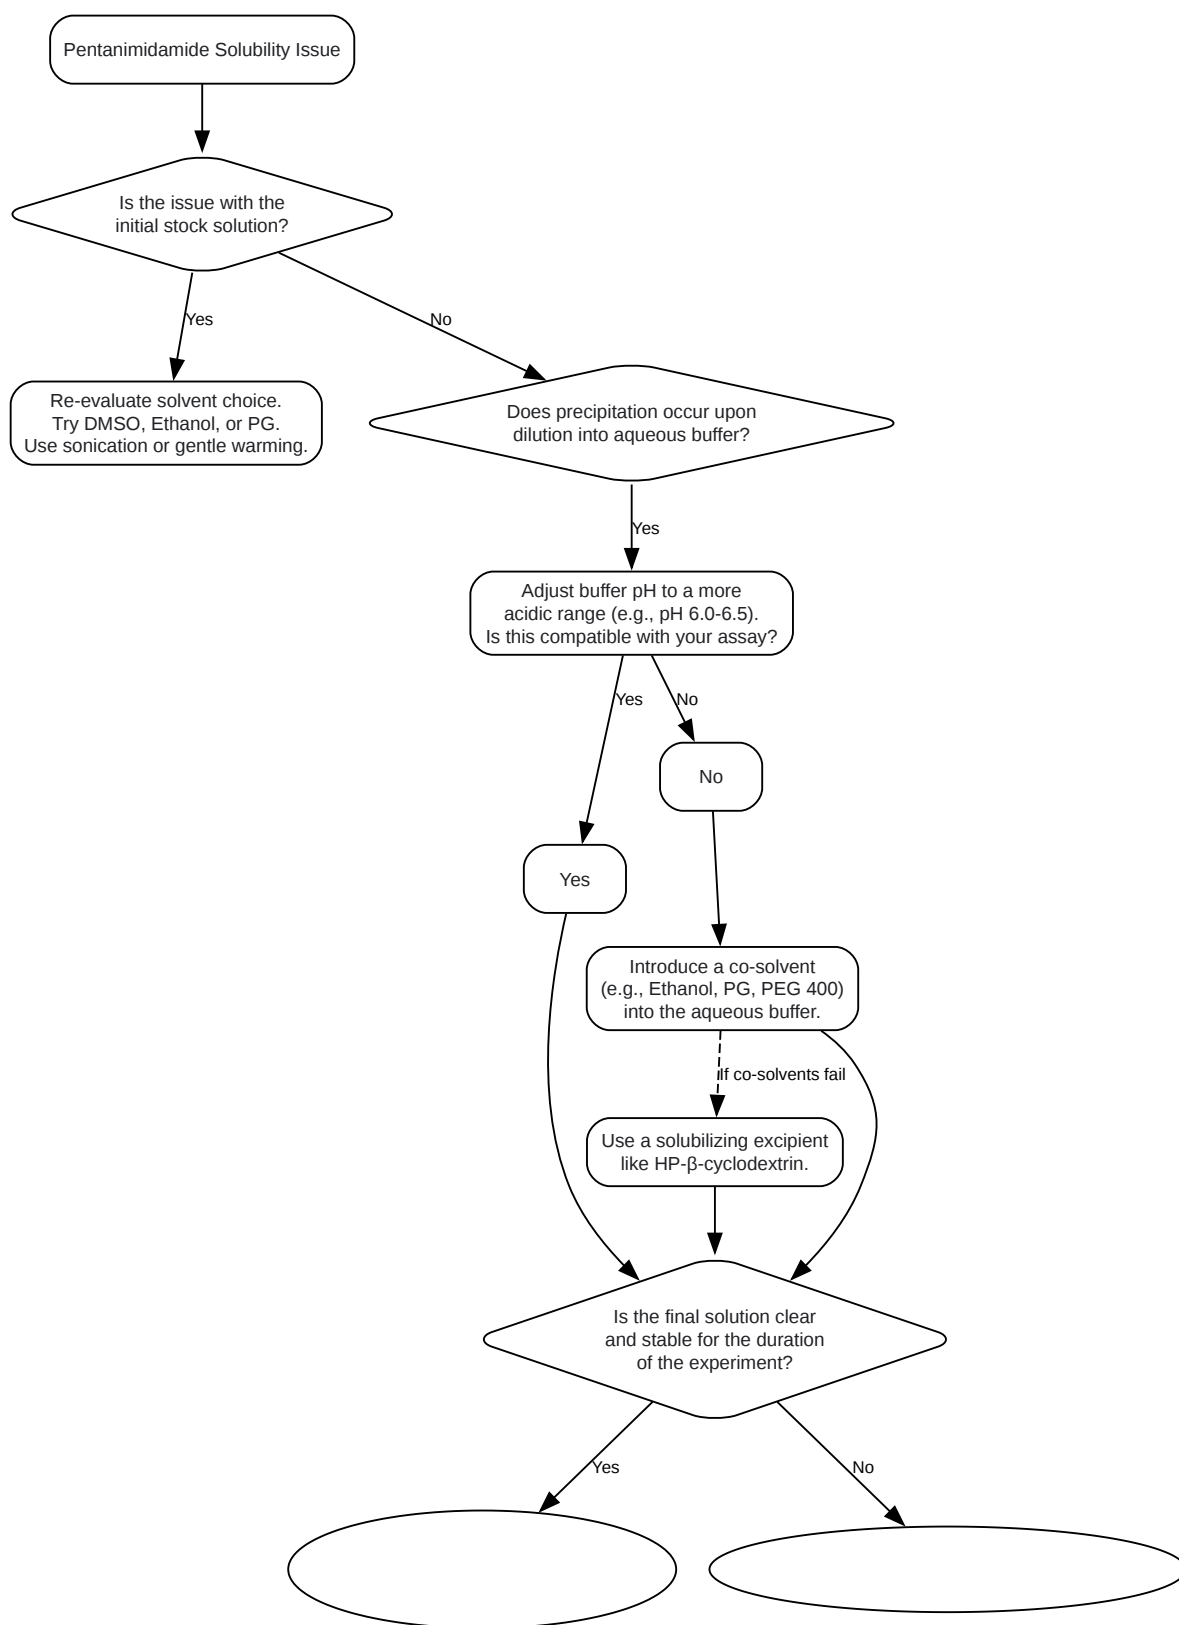 Pentanimidamide Solubility Issue
Is the issue with the
initial stock solution?
Yes
No
Re-evaluate solvent choice.
Try DMSO, Ethanol, or PG.
Use sonication or gentle warming.
Does precipitation occur upon
dilution into aqueous buffer?
Yes
Adjust buffer pH to a more
acidic range (e.g., pH 6.0-6.5).
Is this compatible with your assay?
Yes
No
No
Yes
Introduce a co-solvent
(e.g., Ethanol, PG, PEG 400)
into the aqueous buffer.
If co-solvents fail
Use a solubilizing excipient
like HP-β-cyclodextrin.
Is the final solution clear
and stable for the duration
of the experiment?
Yes
No